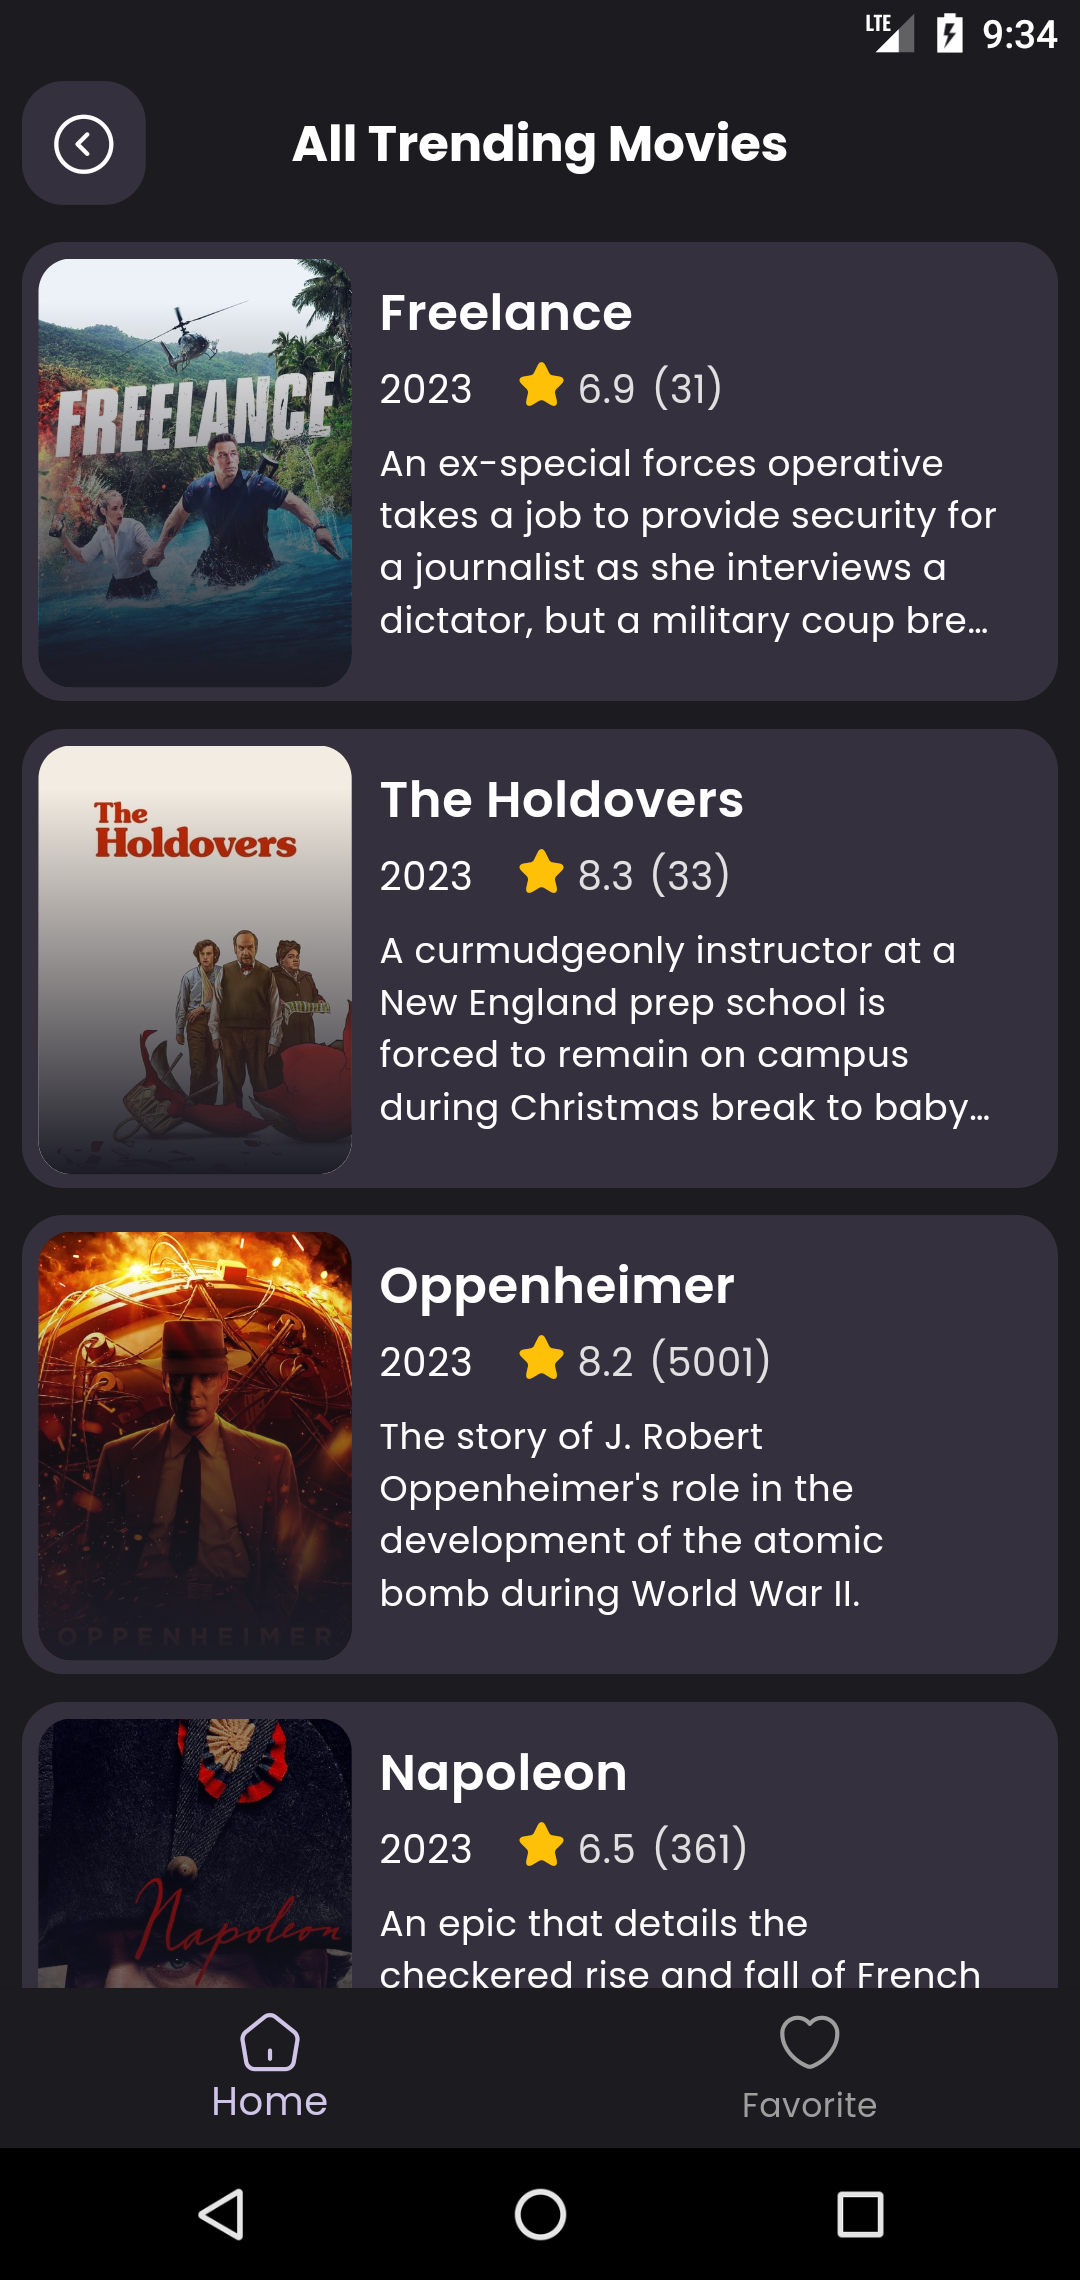 LTE 9:34
All Trending Movies
FREELANCE
Freelance
2023 6.9 (31)
An ex-special forces operative
takes a job to provide security for
a journalist as she interviews a
dictator, but a military coup bre...
The
Holdovers
The Holdovers
2023 8.3 (33)
A curmudgeonly instructor at a
New England prep school is
forced to remain on campus
during Christmas break to baby...
OPPENHEIMER
Oppenheimer
2023 8.2 (5001)
The story of J. Robert
Oppenheimer's role in the
development of the atomic
bomb during World War II.
Napoleon
Napoleon
2023 6.5 (361)
An epic that details the
checkered rise and fall of French
Home
Favorite